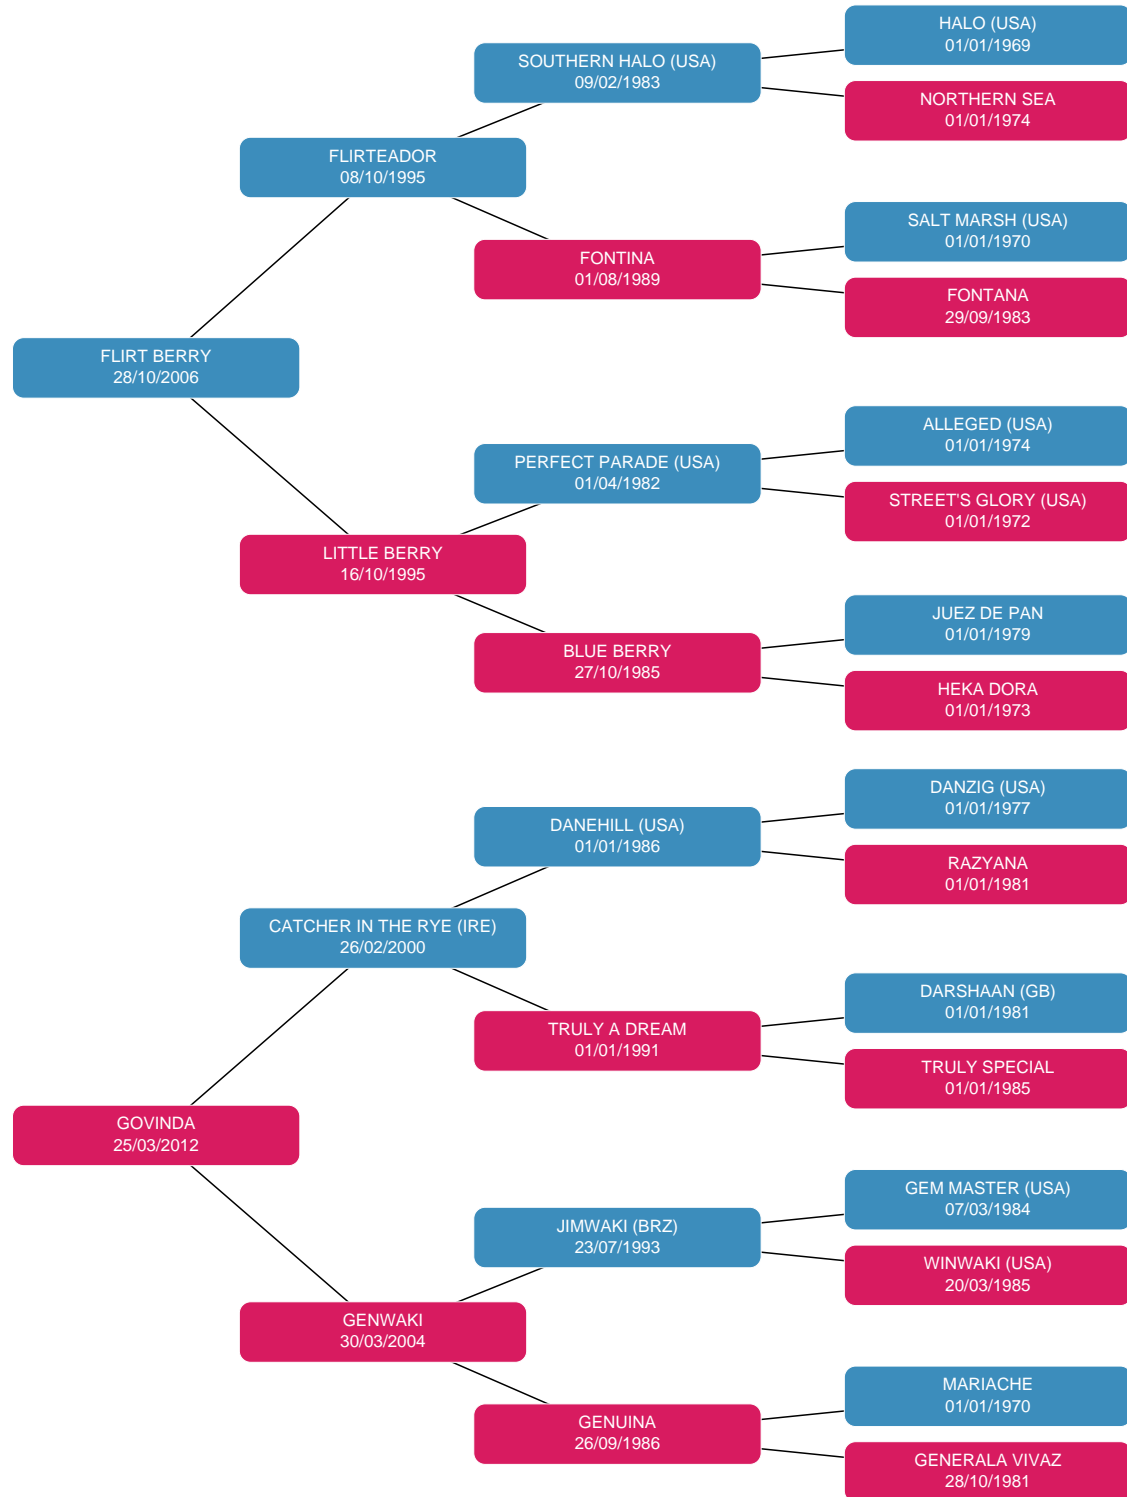 HALO (USA)
01/01/1969
SOUTHERN HALO (USA)
09/02/1983
NORTHERN SEA
01/01/1974
FLIRTEADOR
08/10/1995
SALT MARSH (USA)
01/01/1970
FONTINA
01/08/1989
FONTANA
29/09/1983
FLIRT BERRY
28/10/2006
ALLEGED (USA)
01/01/1974
PERFECT PARADE (USA)
01/04/1982
STREET'S GLORY (USA)
01/01/1972
LITTLE BERRY
16/10/1995
JUEZ DE PAN
01/01/1979
BLUE BERRY
27/10/1985
HEKA DORA
01/01/1973
DANZIG (USA)
01/01/1977
DANEHILL (USA)
01/01/1986
RAZYANA
01/01/1981
CATCHER IN THE RYE (IRE)
26/02/2000
DARSHAAN (GB)
01/01/1981
TRULY A DREAM
01/01/1991
TRULY SPECIAL
01/01/1985
GOVINDA
25/03/2012
GEM MASTER (USA)
07/03/1984
JIMWAKI (BRZ)
23/07/1993
WINWAKI (USA)
20/03/1985
GENWAKI
30/03/2004
MARIACHE
01/01/1970
GENUINA
26/09/1986
GENERALA VIVAZ
28/10/1981